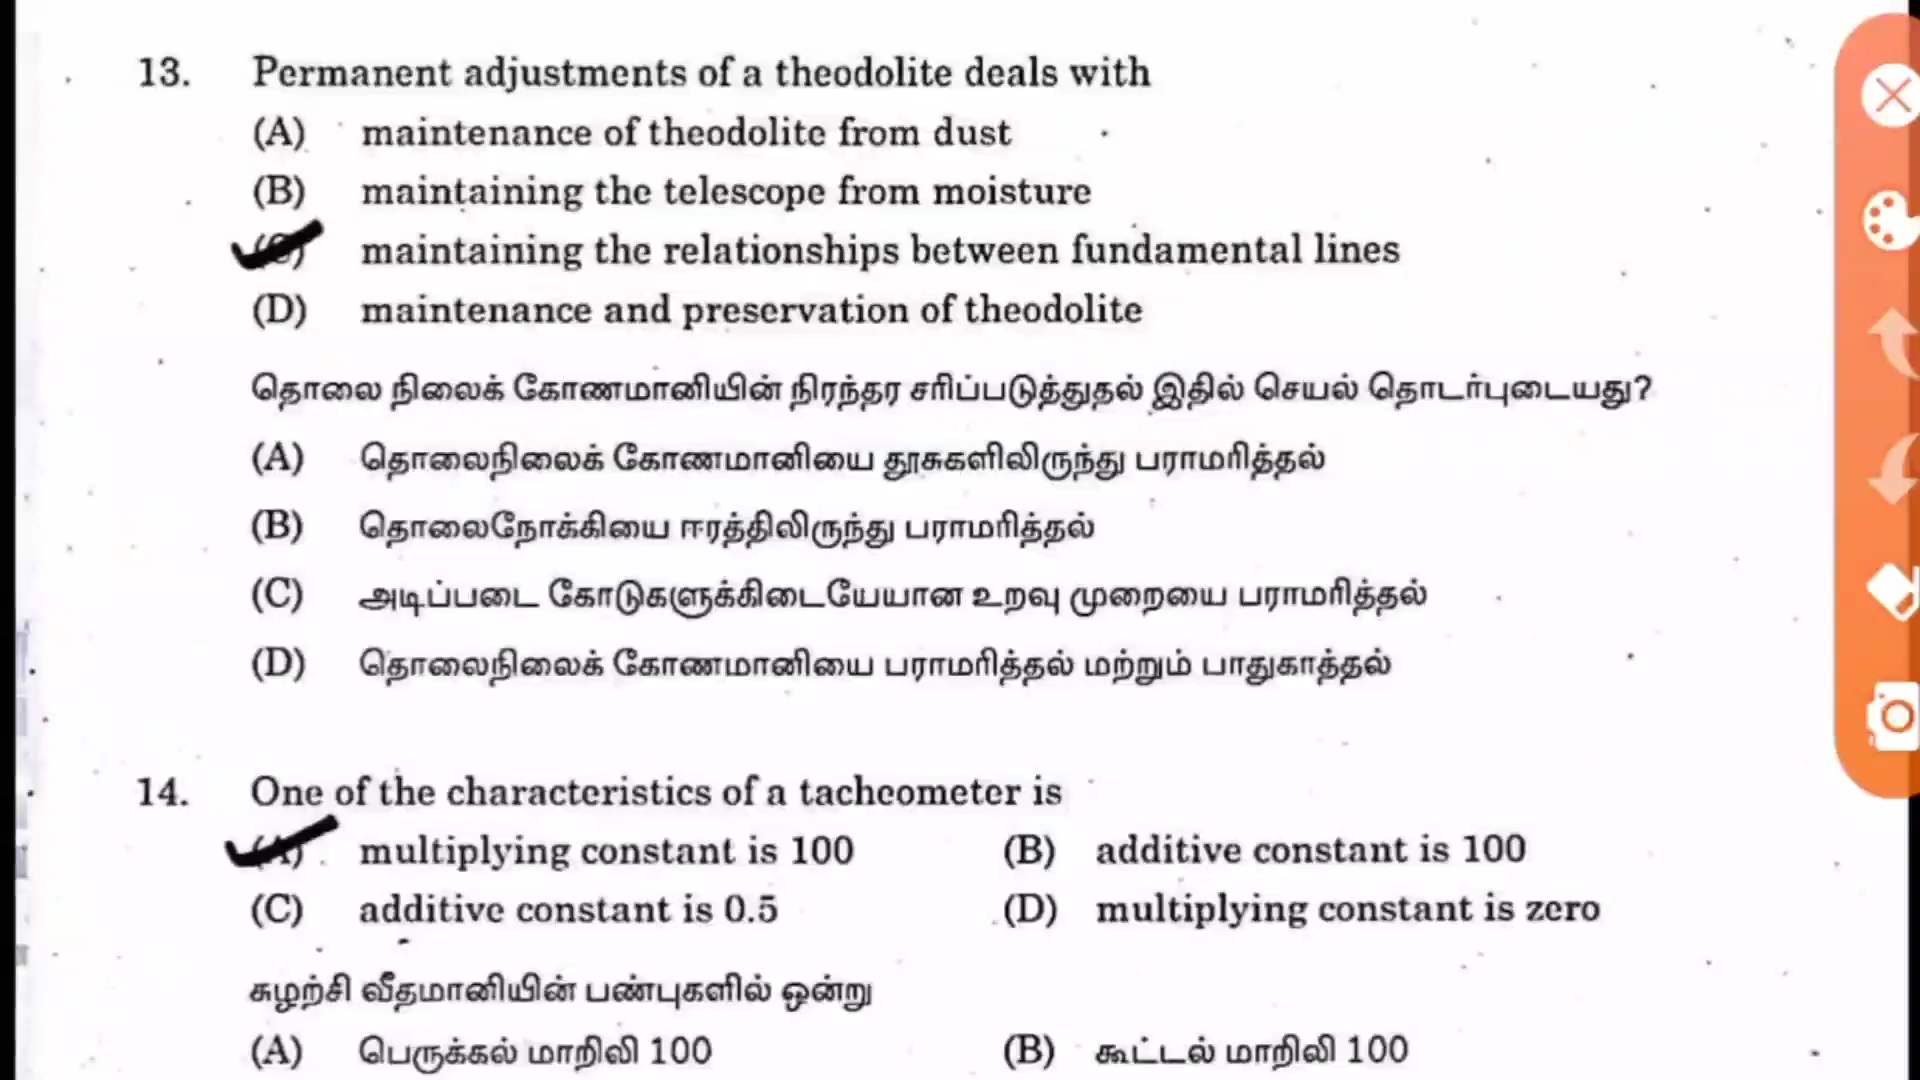 13. Permanent adjustments of a theodolite deals with
(A) maintenance of theodolite from dust
(B) maintaining the telescope from moisture
(C) maintaining the relationships between fundamental lines
(D) maintenance and preservation of theodolite
தொலை நிலைக் கோணமானியின் நிரந்தர சரிப்படுத்துதல் இதில் செயல் தொடர்புடையது?
(A) தொலைநிலைக் கோணமானியை தூசுகளிலிருந்து பராமரித்தல்
(B) தொலைநோக்கியை ஈரத்திலிருந்து பராமரித்தல்
(C) அடிப்படை கோடுகளுக்கிடையேயான உறவு முறையை பராமரித்தல்
(D) தொலைநிலைக் கோணமானியை பராமரித்தல் மற்றும் பாதுகாத்தல்
14. One of the characteristics of a tacheometer is
(A) multiplying constant is 100 (B) additive constant is 100
(C) additive constant is 0.5 (D) multiplying constant is zero
சுழற்சி வீதமானியின் பண்புகளில் ஒன்று
(A) பெருக்கல் மாறிலி 100 (B) கூட்டல் மாறிலி 100